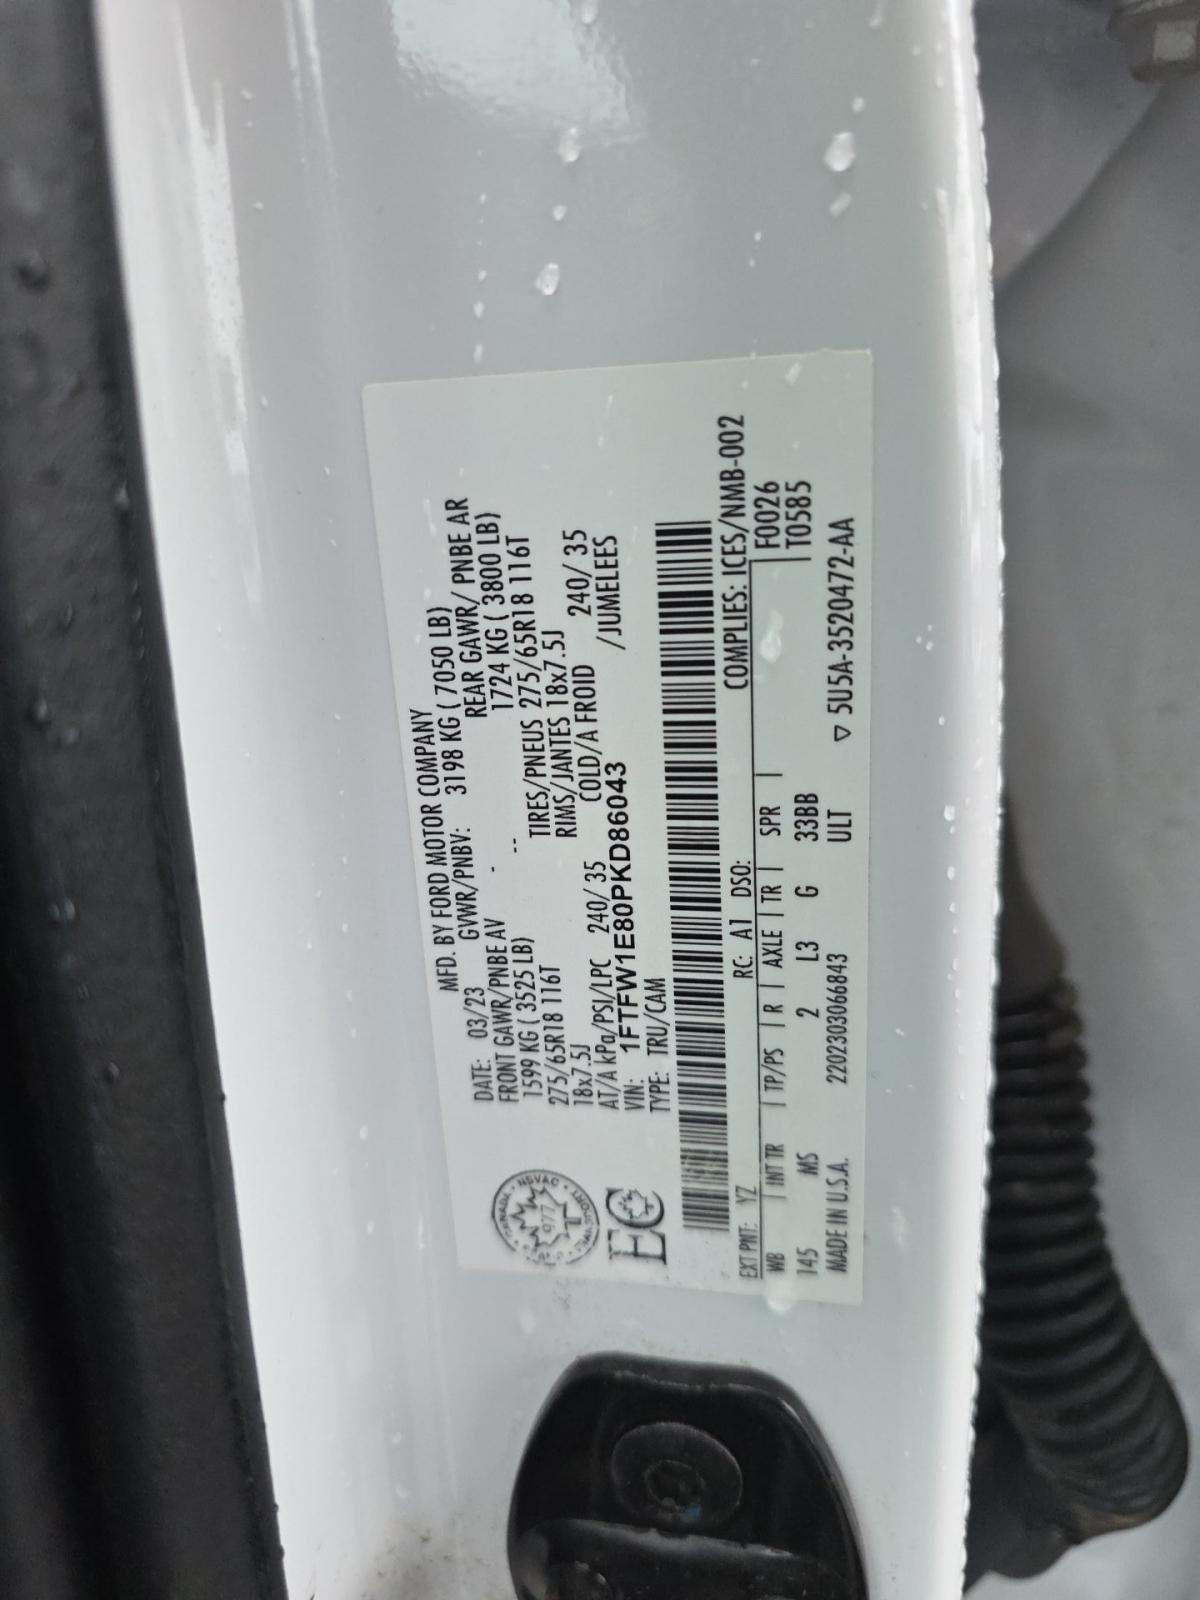 MFD. BY FORD MOTOR COMPANY
DATE: 03/23 GVWR/PNBV: 3198 KG ( 7050 LB)
FRONT GAWR/PNBE AV - REAR GAWR/ PNBE AR
1599 KG ( 3525 LB) -- 1724 KG ( 3800 LB)
275/65R18 116T TIRES/PNEUS 275/65R18 116T
18x7.5J RIMS/JANTES 18x7.5J
AT/A kPa/PSI/LPC 240/ 35 COLD/A FROID 240/ 35
VIN: 1FTFW1E80PKD86043 /JUMELEES
TYPE: TRU/CAM
CANADA NSVAC
977
EC
COMPLIES: ICES/NMB-002
EXT PNT: YZ RC: A1 DSO: F0026
WB | INT TR | TP/PS | R | AXLE | TR | SPR | T0585
145 MS 2 L3 G 33BB
MADE IN U.S.A. 2202303066843 ULT ▽ 5U5A-3520472-AA